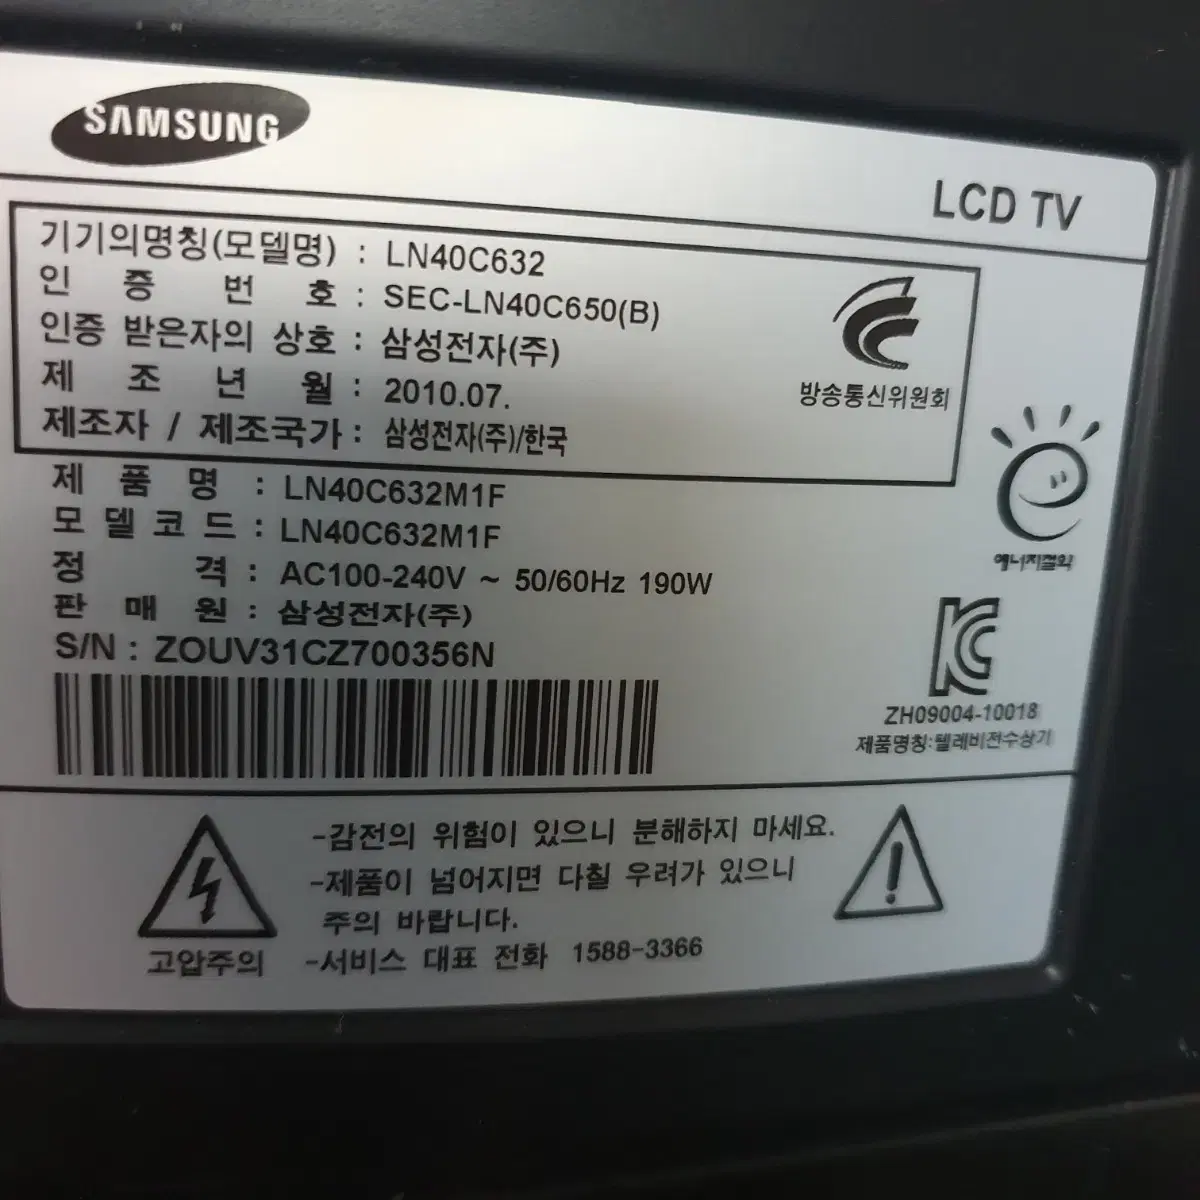 SAMSUNG
LCD TV
기기의명칭(모델명) : LN40C632
인 증 번 호 : SEC-LN40C650(B)
인증 받은자의 상호 : 삼성전자(주)
제 조 년 월 : 2010.07.
제조자 / 제조국가 : 삼성전자(주)/한국
방송통신위원회
제 품 명 : LN40C632M1F
모 델 코 드 : LN40C632M1F
정 격 : AC100-240V ~ 50/60Hz 190W
판 매 원 : 삼성전자(주)
S/N : ZOUV31CZ700356N
에너지절약
ZH09004-10018
제품명칭:텔레비전수상기
고압주의
-감전의 위험이 있으니 분해하지 마세요.
-제품이 넘어지면 다칠 우려가 있으니
주의 바랍니다.
-서비스 대표 전화 1588-3366